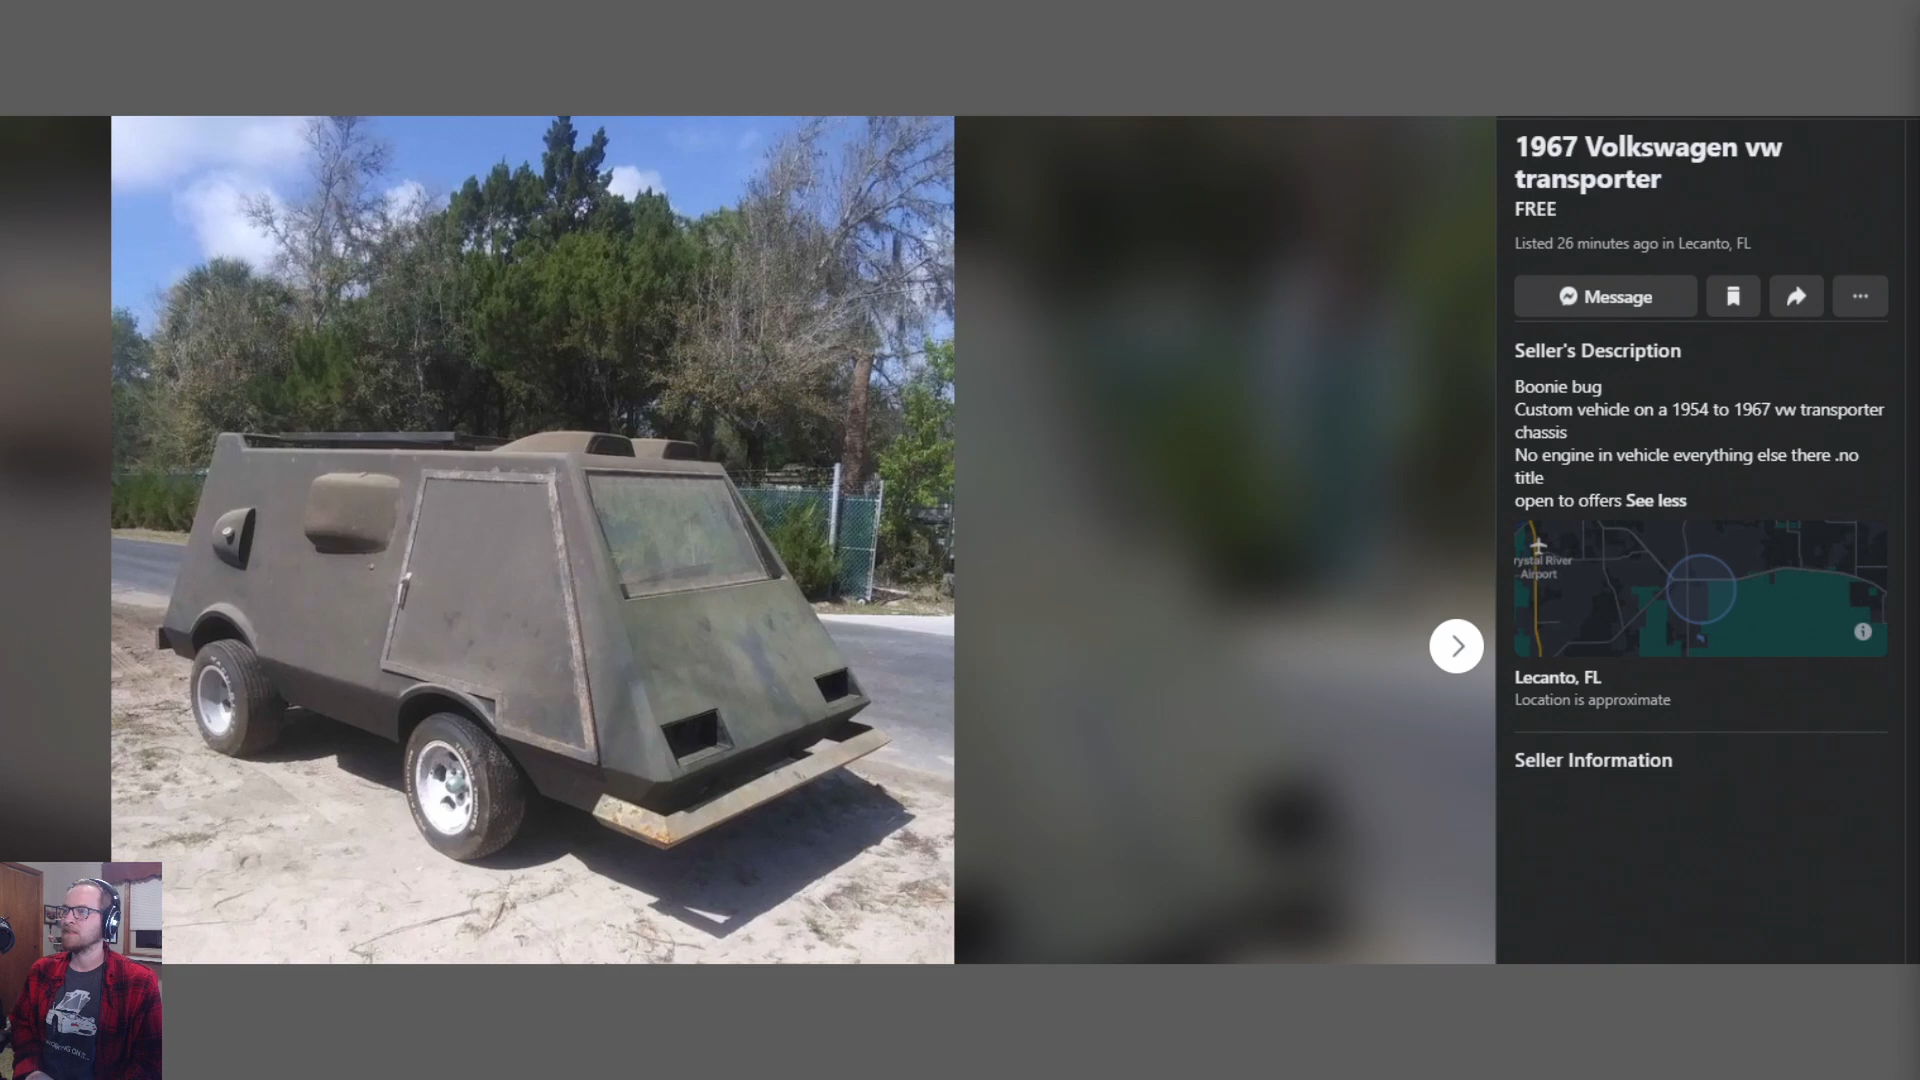 1967 Volkswagen vw
transporter
FREE
Listed 26 minutes ago in Lecanto, FL
Message
Seller's Description
Boonie bug
Custom vehicle on a 1954 to 1967 vw transporter
chassis
No engine in vehicle everything else there .no
title
open to offers See less
rystal River
Airport
Lecanto, FL
Location is approximate
Seller Information